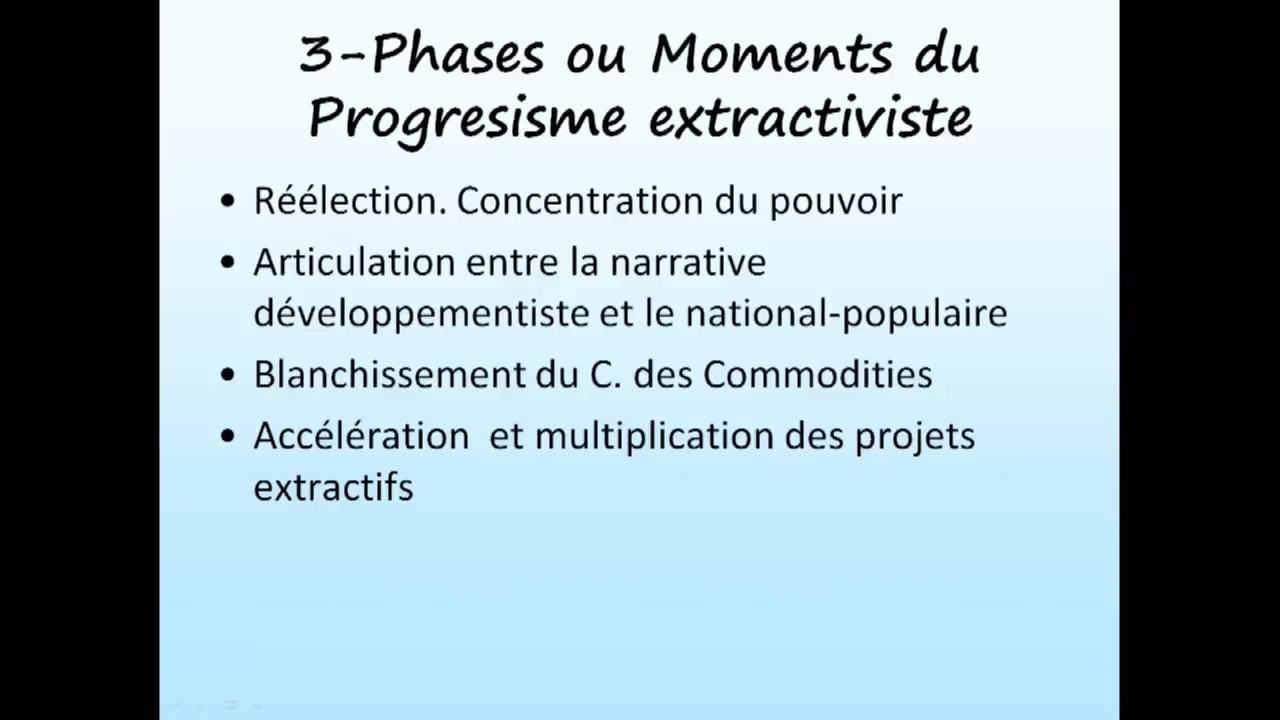 3-Phases ou Moments du
Progresisme extractiviste
• Réélection. Concentration du pouvoir
• Articulation entre la narrative
développementiste et le national-populaire
• Blanchissement du C. des Commodities
• Accélération et multiplication des projets
extractifs